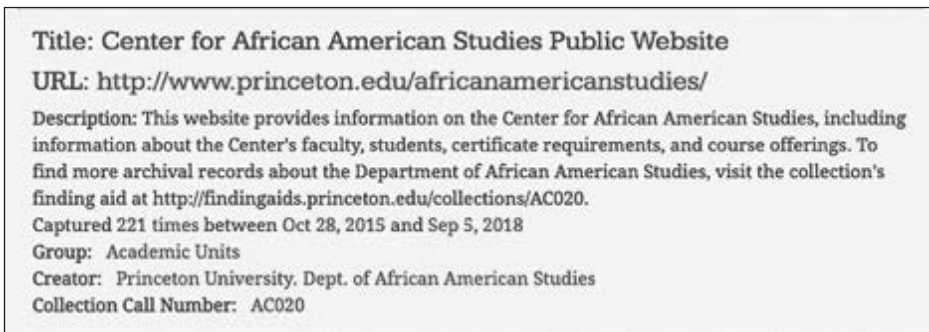 Title: Center for African American Studies Public Website
URL: http://www.princeton.edu/africanamericanstudies/
Description: This website provides information on the Center for African American Studies, including
information about the Center's faculty, students, certificate requirements, and course offerings. To
find more archival records about the Department of African American Studies, visit the collection's
finding aid at http://findingaids.princeton.edu/collections/AC020.
Captured 221 times between Oct 28, 2015 and Sep 5, 2018
Group: Academic Units
Creator: Princeton University. Dept. of African American Studies
Collection Call Number: AC020